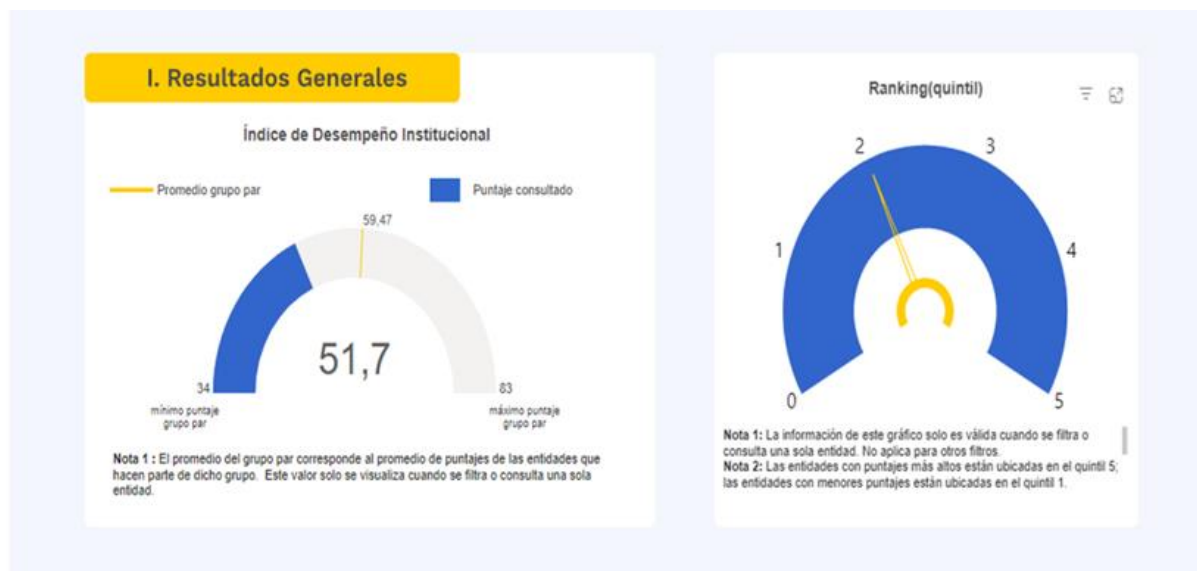 I. Resultados Generales
Índice de Desempeño Institucional
Promedio grupo par
Puntaje consultado
59,47
51,7
34
mínimo puntaje
grupo par
83
máximo puntaje
grupo par
Nota 1 : El promedio del grupo par corresponde al promedio de puntajes de las entidades que
hacen parte de dicho grupo. Este valor solo se visualiza cuando se filtra o consulta una sola
entidad.
Ranking(quintil)
2
3
1
4
0
5
Nota 1: La información de este gráfico solo es válida cuando se filtra o
consulta una sola entidad. No aplica para otros filtros.
Nota 2: Las entidades con puntajes más altos están ubicadas en el quintil 5;
las entidades con menores puntajes están ubicadas en el quintil 1.